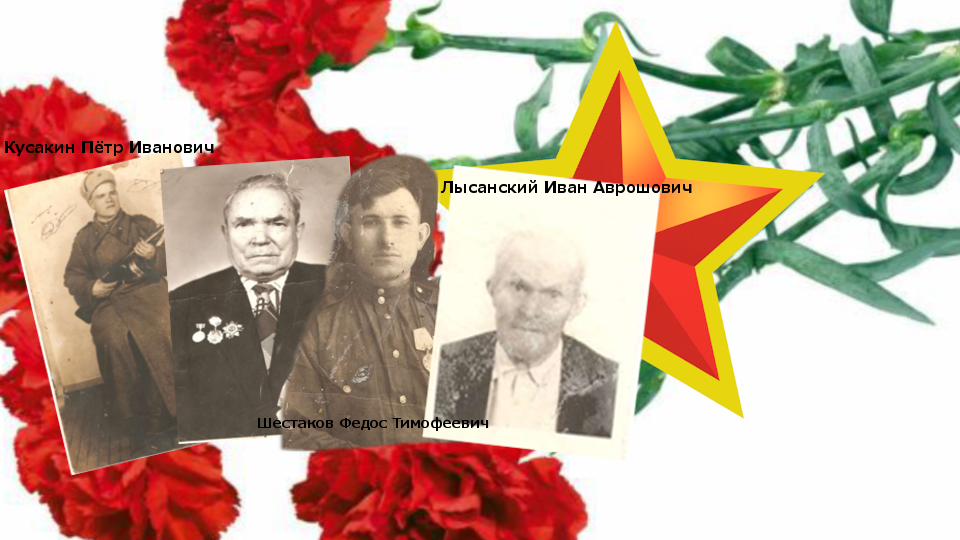 Кусакин Пётр Иванович
Лысанский Иван Аврошович
Шестаков Федос Тимофеевич